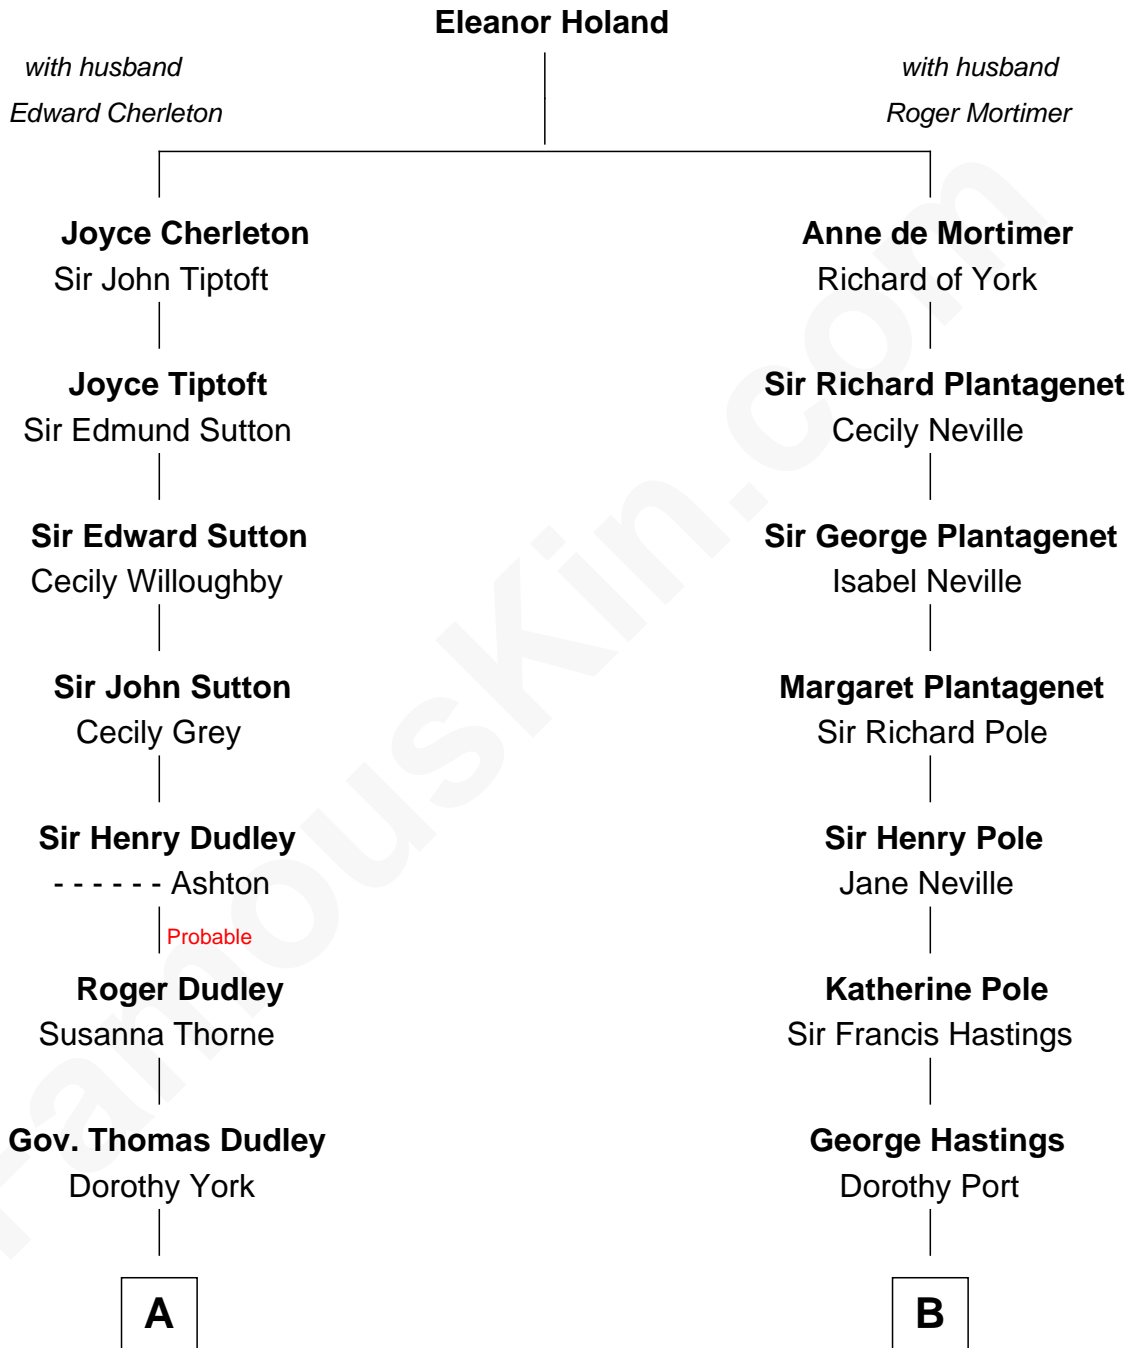 Eleanor Holand
with husband
Edward Cherleton
with husband
Roger Mortimer
Joyce Cherleton
Sir John Tiptoft
Anne de Mortimer
Richard of York
Joyce Tiptoft
Sir Edmund Sutton
Sir Richard Plantagenet
Cecily Neville
Sir Edward Sutton
Cecily Willoughby
Sir George Plantagenet
Isabel Neville
Sir John Sutton
Cecily Grey
Margaret Plantagenet
Sir Richard Pole
Sir Henry Dudley
- - - - - - Ashton
Probable
Sir Henry Pole
Jane Neville
Roger Dudley
Susanna Thorne
Katherine Pole
Sir Francis Hastings
Gov. Thomas Dudley
Dorothy York
George Hastings
Dorothy Port
A
B
FamousKin.com